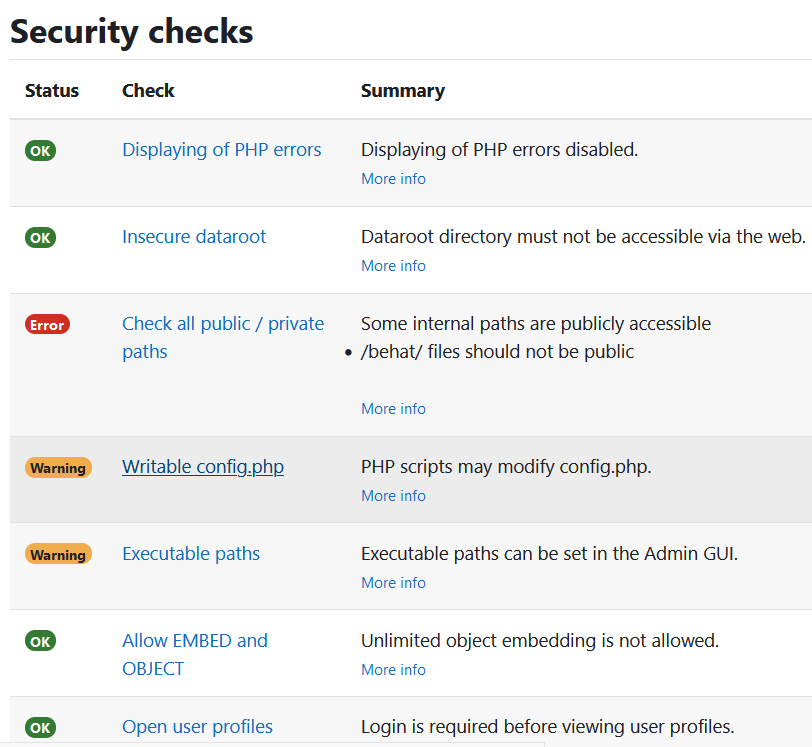 Security checks
Status Check Summary
OK Displaying of PHP errors Displaying of PHP errors disabled.
More info
OK Insecure dataroot Dataroot directory must not be accessible via the web.
More info
Error Check all public / private Some internal paths are publicly accessible
paths • /behat/ files should not be public
More info
Warning Writable config.php PHP scripts may modify config.php.
More info
Warning Executable paths Executable paths can be set in the Admin GUI.
More info
OK Allow EMBED and Unlimited object embedding is not allowed.
OBJECT More info
OK Open user profiles Login is required before viewing user profiles.